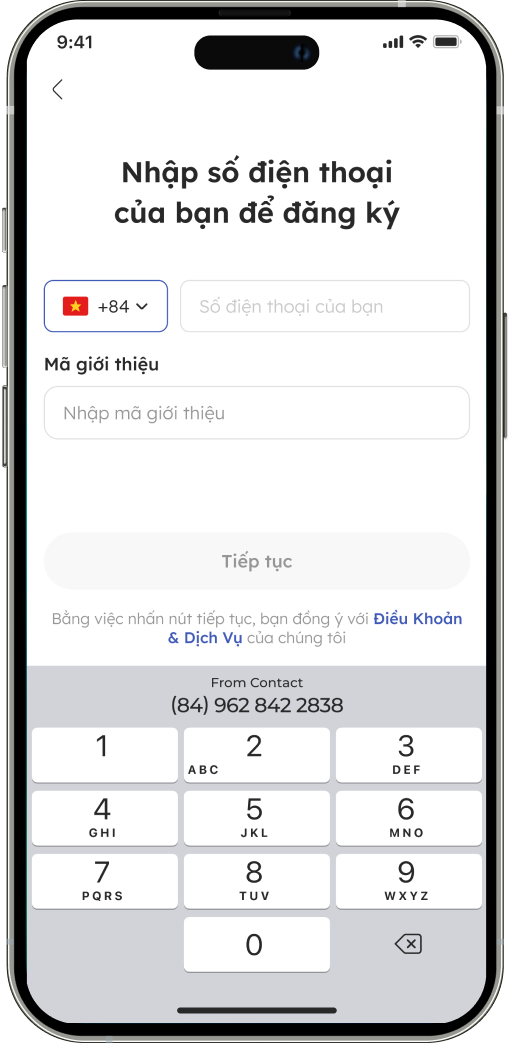 9:41
Nhập số điện thoại
của bạn để đăng ký
+84
Số điện thoại của bạn
Mã giới thiệu
Nhập mã giới thiệu
Tiếp tục
Bằng việc nhấn nút tiếp tục, bạn đồng ý với Điều Khoản
& Dịch Vụ của chúng tôi
From Contact
(84) 962 842 2838
1
2
ABC
3
DEF
4
GHI
5
JKL
6
MNO
7
PQRS
8
TUV
9
WXYZ
0